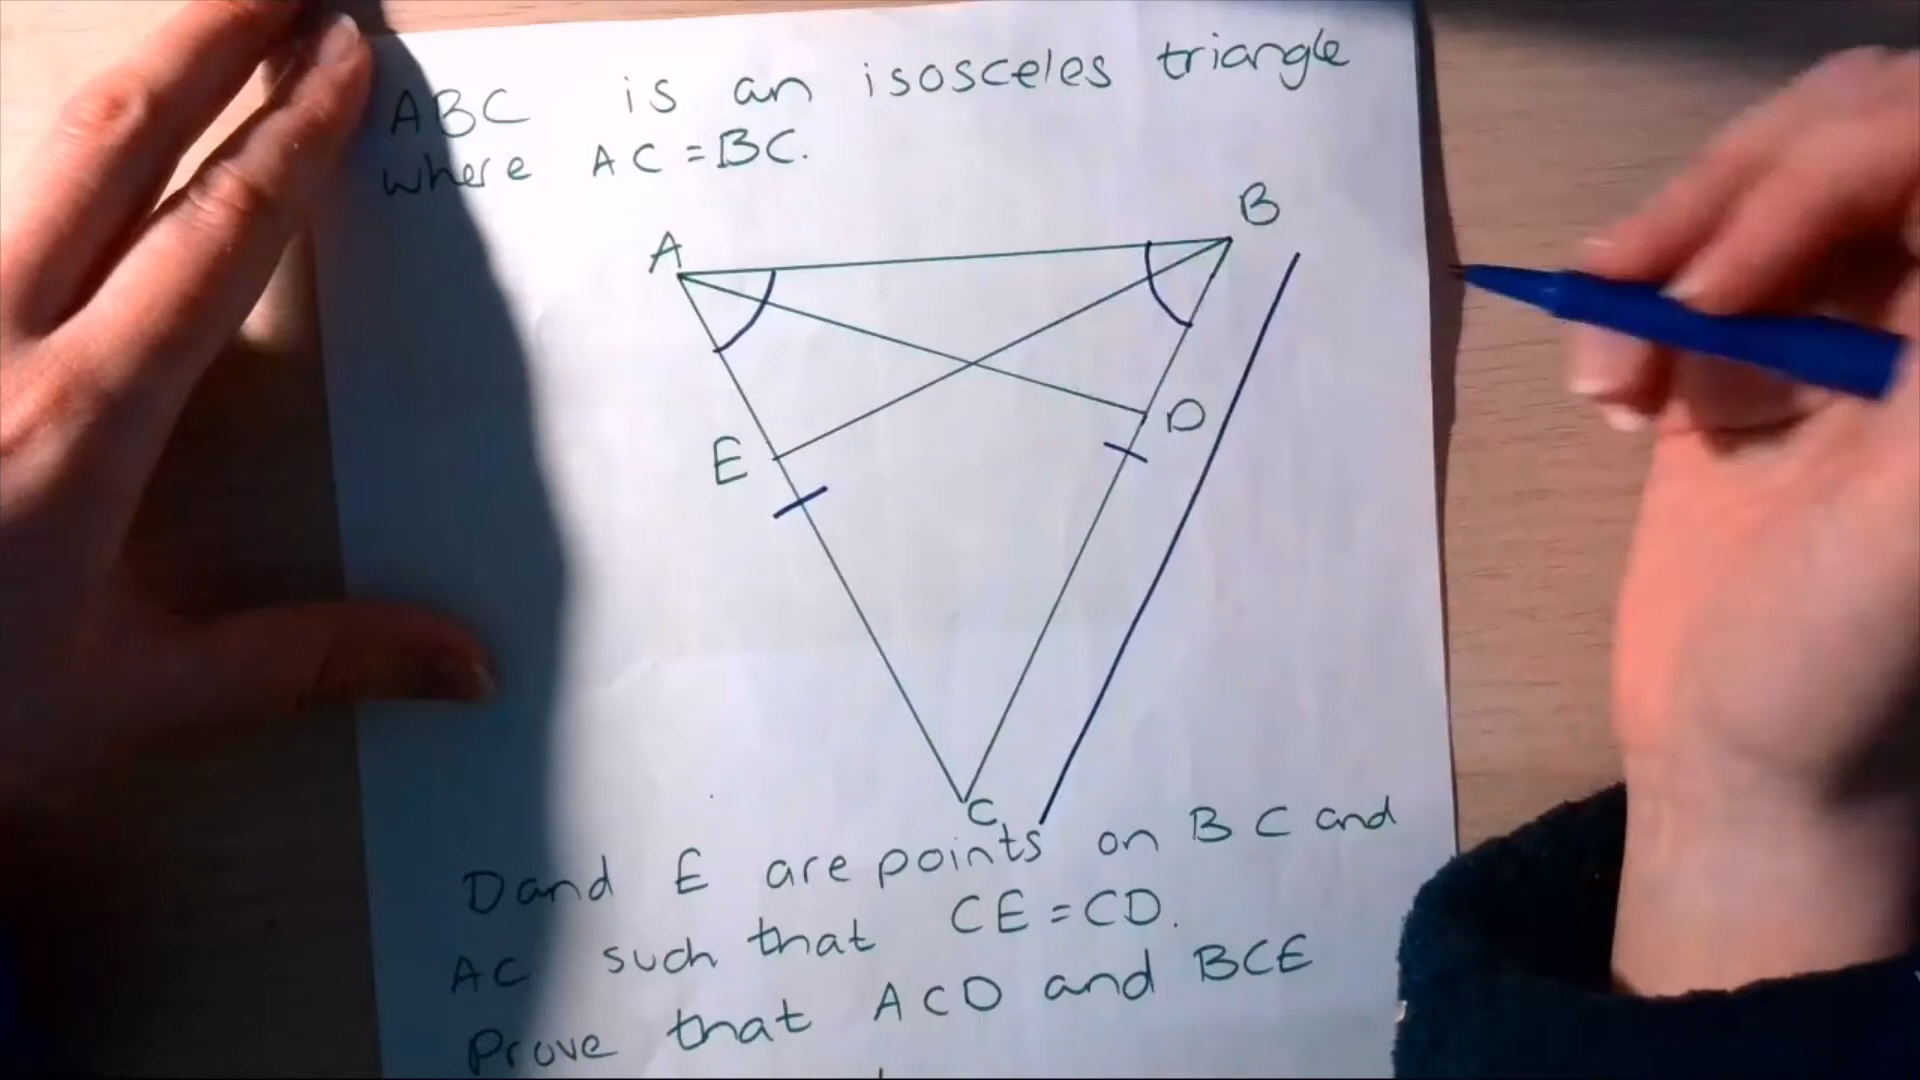 ABC is an isosceles triangle
where AC = BC.
B
A
D
E
C
D and E are points on BC and
AC such that CE = CD.
Prove that ACD and BCE